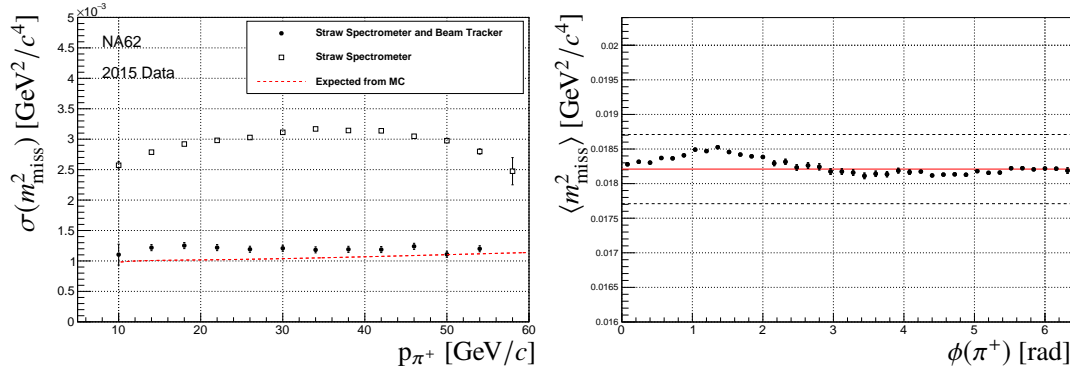 ×10⁻³
5
4.5
4
3.5
3
2.5
2
1.5
1
0.5
0
σ(m²miss) [GeV²/c⁴]
NA62
2015 Data
Straw Spectrometer and Beam Tracker
Straw Spectrometer
Expected from MC
10 20 30 40 50 60
pπ⁺ [GeV/c]
0.02
0.0195
0.019
0.0185
0.018
0.0175
0.017
0.0165
0.016
⟨m²miss⟩ [GeV²/c⁴]
0 1 2 3 4 5 6
ϕ(π⁺) [rad]